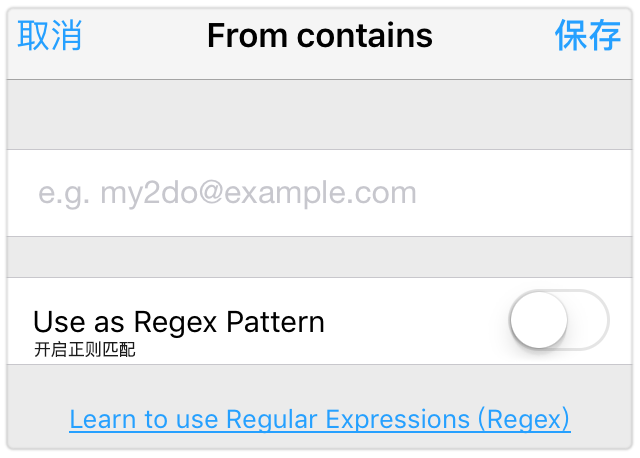 取消 From contains 保存
e.g. my2do@example.com
Use as Regex Pattern
开启正则匹配
Learn to use Regular Expressions (Regex)